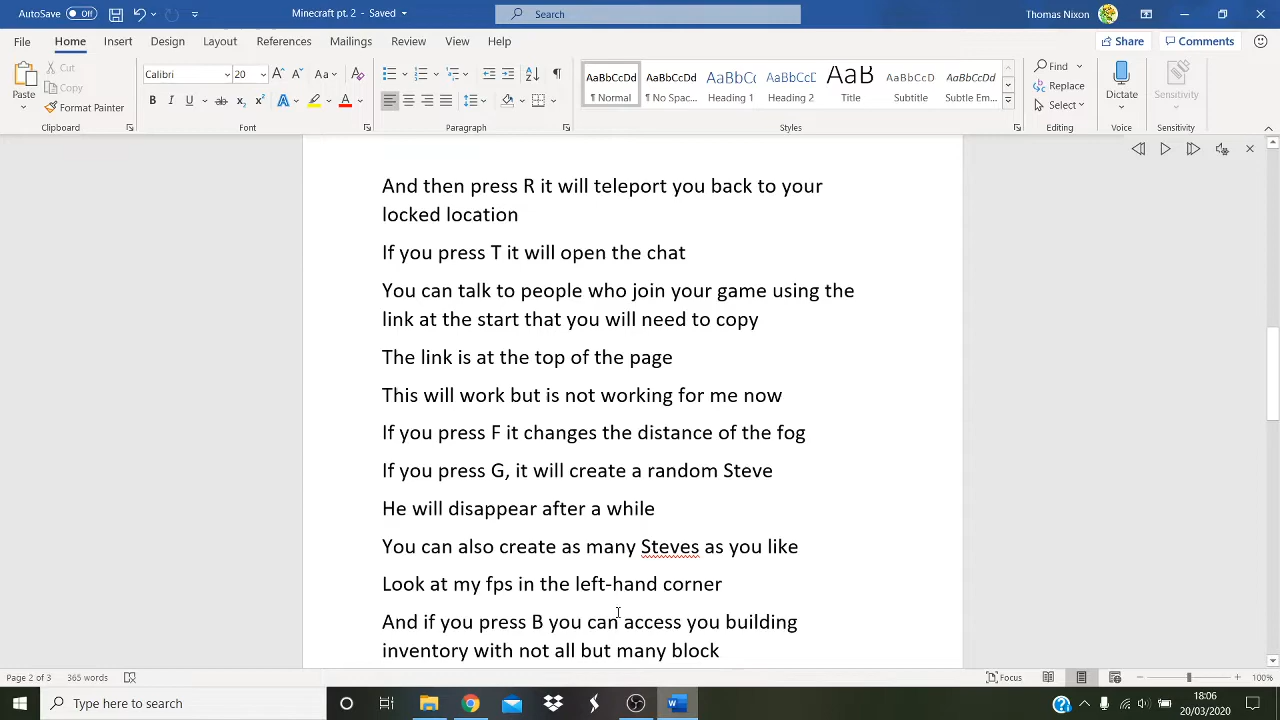 AutoSave Off Minecraft pt. 2 - Saved Search Thomas Nixon
File Home Insert Design Layout References Mailings Review View Help Share Comments
Paste Cut Copy Format Painter Calibri 20 A A Aa A
B I U ab x₂ x² A A
AaBbCcDd AaBbCcDd AaBbCc AaBbCcE AaB AaBbCcD AaBbCcDd
¶ Normal ¶ No Spac... Heading 1 Heading 2 Title Subtitle Subtle Em...
Find Replace Select Dictate Sensitivity
Clipboard Font Paragraph Styles Editing Voice Sensitivity
And then press R it will teleport you back to your
locked location
If you press T it will open the chat
You can talk to people who join your game using the
link at the start that you will need to copy
The link is at the top of the page
This will work but is not working for me now
If you press F it changes the distance of the fog
If you press G, it will create a random Steve
He will disappear after a while
You can also create as many Steves as you like
Look at my fps in the left-hand corner
And if you press B you can access you building
inventory with not all but many block
Page 2 of 3 365 words Focus 100%
Type here to search 18:06
20/03/2020